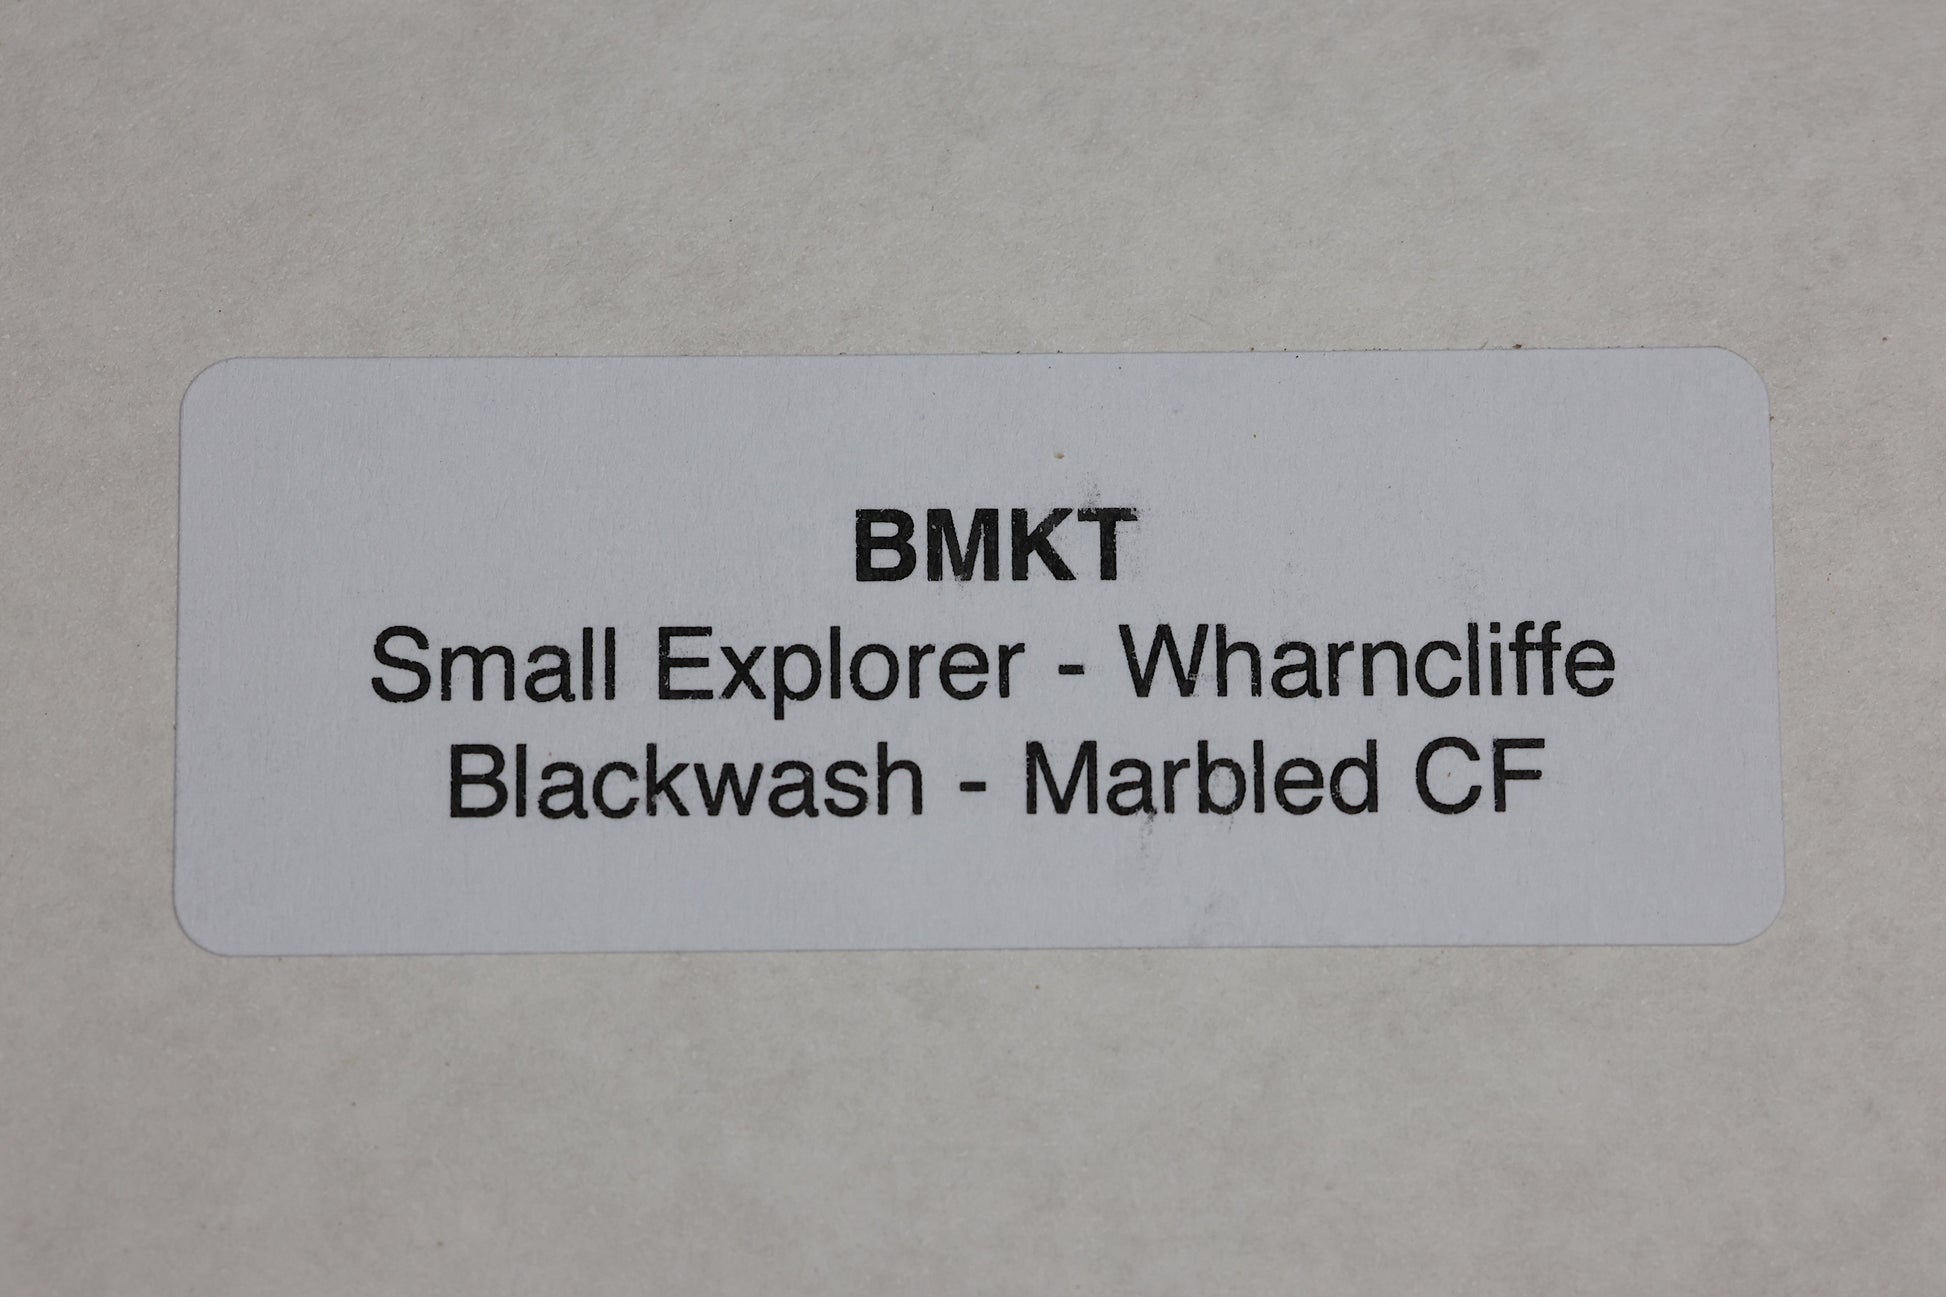 BMKT
Small Explorer - Wharncliffe
Blackwash - Marbled CF